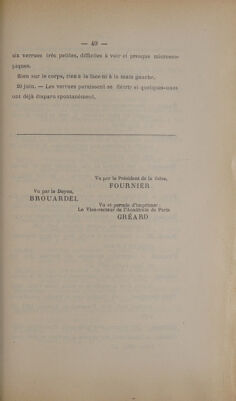 — 49 —
six verrues très petites, difficiles à voir et presque microsco-
piques.
Rien sur le corps, rien à la face ni à la main gauche.
20 juin. — Les verrues paraissent se flétrir et quelques-unes
ont déjà disparu spontanément.
Vu par le Président de la thèse,
FOURNIER
Vu par le Doyen,
BROUARDEL
Vu et permis d'imprimer :
Le Vice-recteur de l'Académie de Paris
GRÉARD